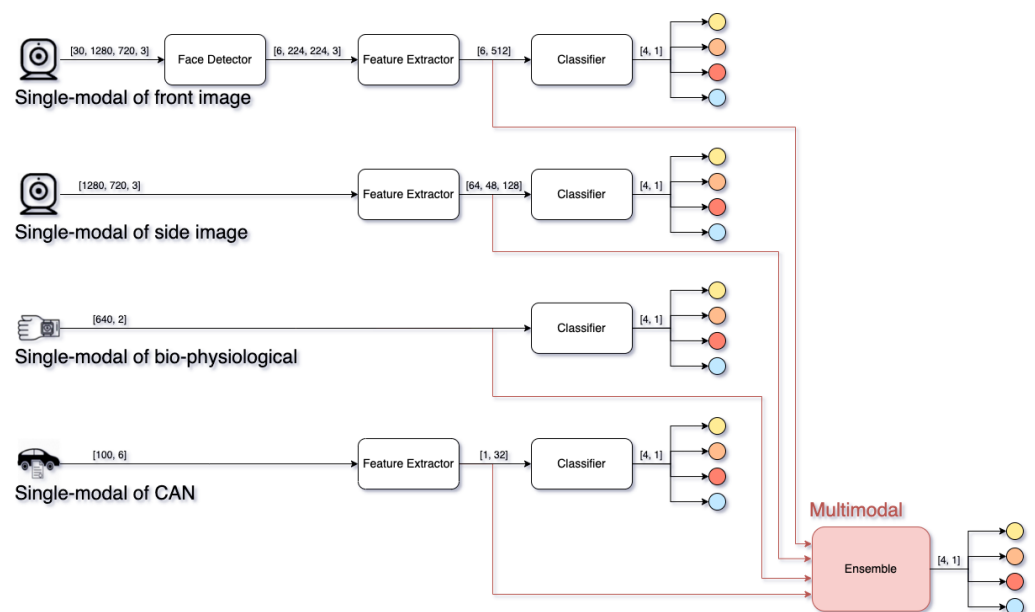 [30, 1280, 720, 3]
Face Detector
[6, 224, 224, 3]
Feature Extractor
[6, 512]
Classifier
[4, 1]
Single-modal of front image
[1280, 720, 3]
Feature Extractor
[64, 48, 128]
Classifier
[4, 1]
Single-modal of side image
[640, 2]
Classifier
[4, 1]
Single-modal of bio-physiological
[100, 6]
Feature Extractor
[1, 32]
Classifier
[4, 1]
Single-modal of CAN
Multimodal
Ensemble
[4, 1]